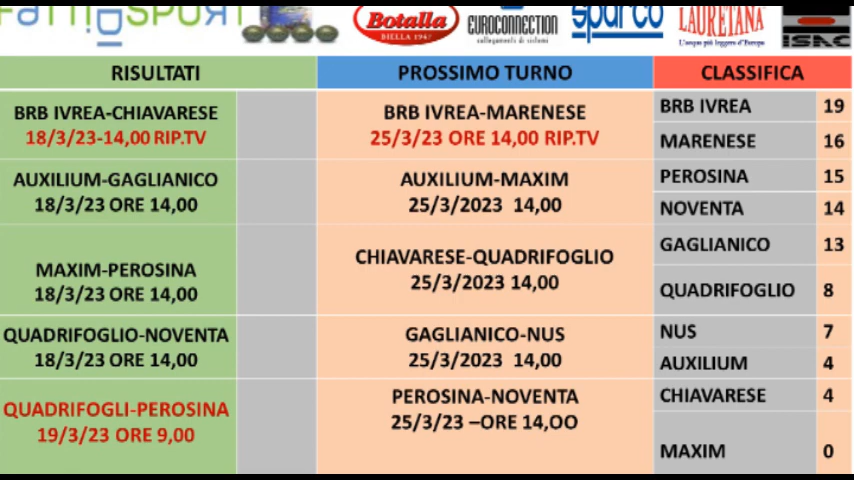 FATTIDISPORT
Botalla
BIELLA 1947
EUROCONNECTION
collegamenti di sistemi
sparco
LAURETANA
L'acqua più leggera d'Europa
ISAC
RISULTATI
PROSSIMO TURNO
CLASSIFICA
BRB IVREA-CHIAVARESE
18/3/23-14,00 RIP.TV
AUXILIUM-GAGLIANICO
18/3/23 ORE 14,00
MAXIM-PEROSINA
18/3/23 ORE 14,00
QUADRIFOGLIO-NOVENTA
18/3/23 ORE 14,00
QUADRIFOGLI-PEROSINA
19/3/23 ORE 9,00
BRB IVREA-MARENESE
25/3/23 ORE 14,00 RIP.TV
AUXILIUM-MAXIM
25/3/2023 14,00
CHIAVARESE-QUADRIFOGLIO
25/3/2023 14,00
GAGLIANICO-NUS
25/3/2023 14,00
PEROSINA-NOVENTA
25/3/23 –ORE 14,OO
BRB IVREA 19
MARENESE 16
PEROSINA 15
NOVENTA 14
GAGLIANICO 13
QUADRIFOGLIO 8
NUS 7
AUXILIUM 4
CHIAVARESE 4
MAXIM 0